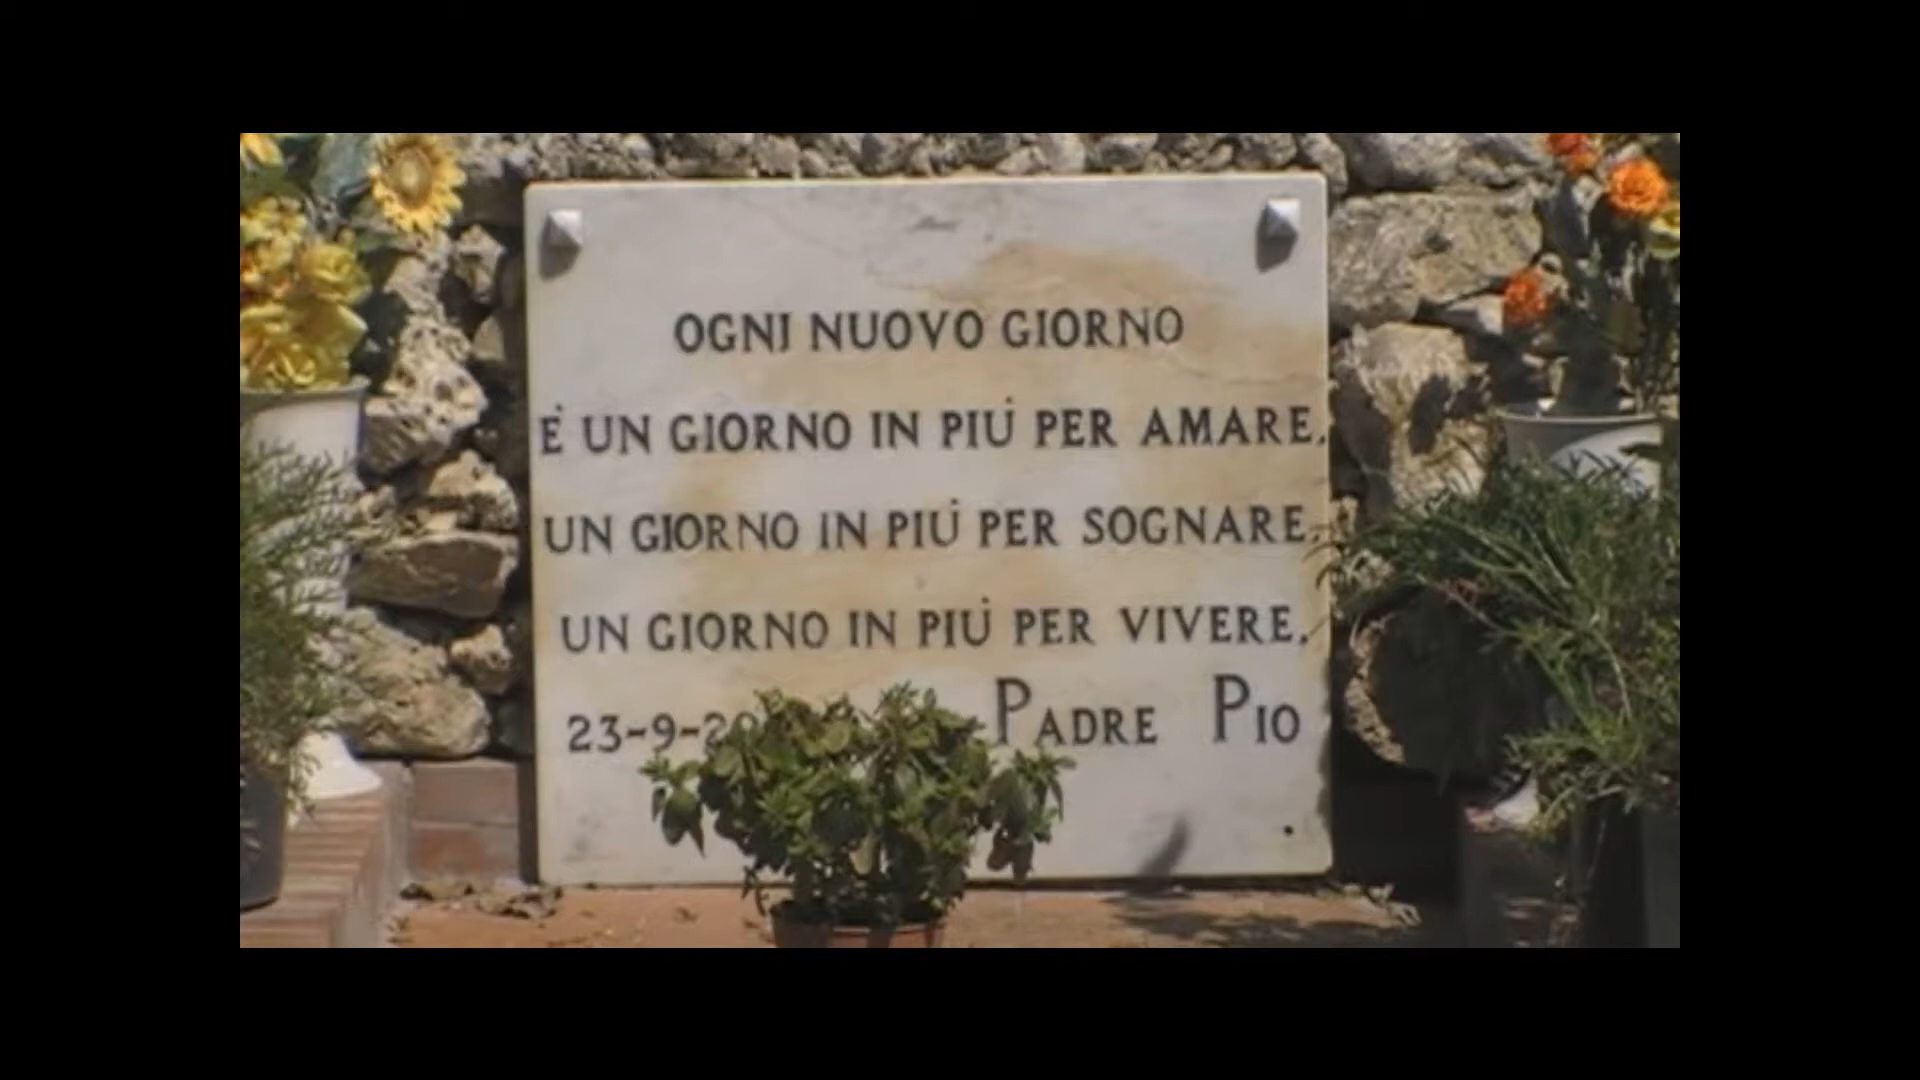 OGNI NUOVO GIORNO
È UN GIORNO IN PIÙ PER AMARE,
UN GIORNO IN PIÙ PER SOGNARE,
UN GIORNO IN PIÙ PER VIVERE.
PADRE PIO